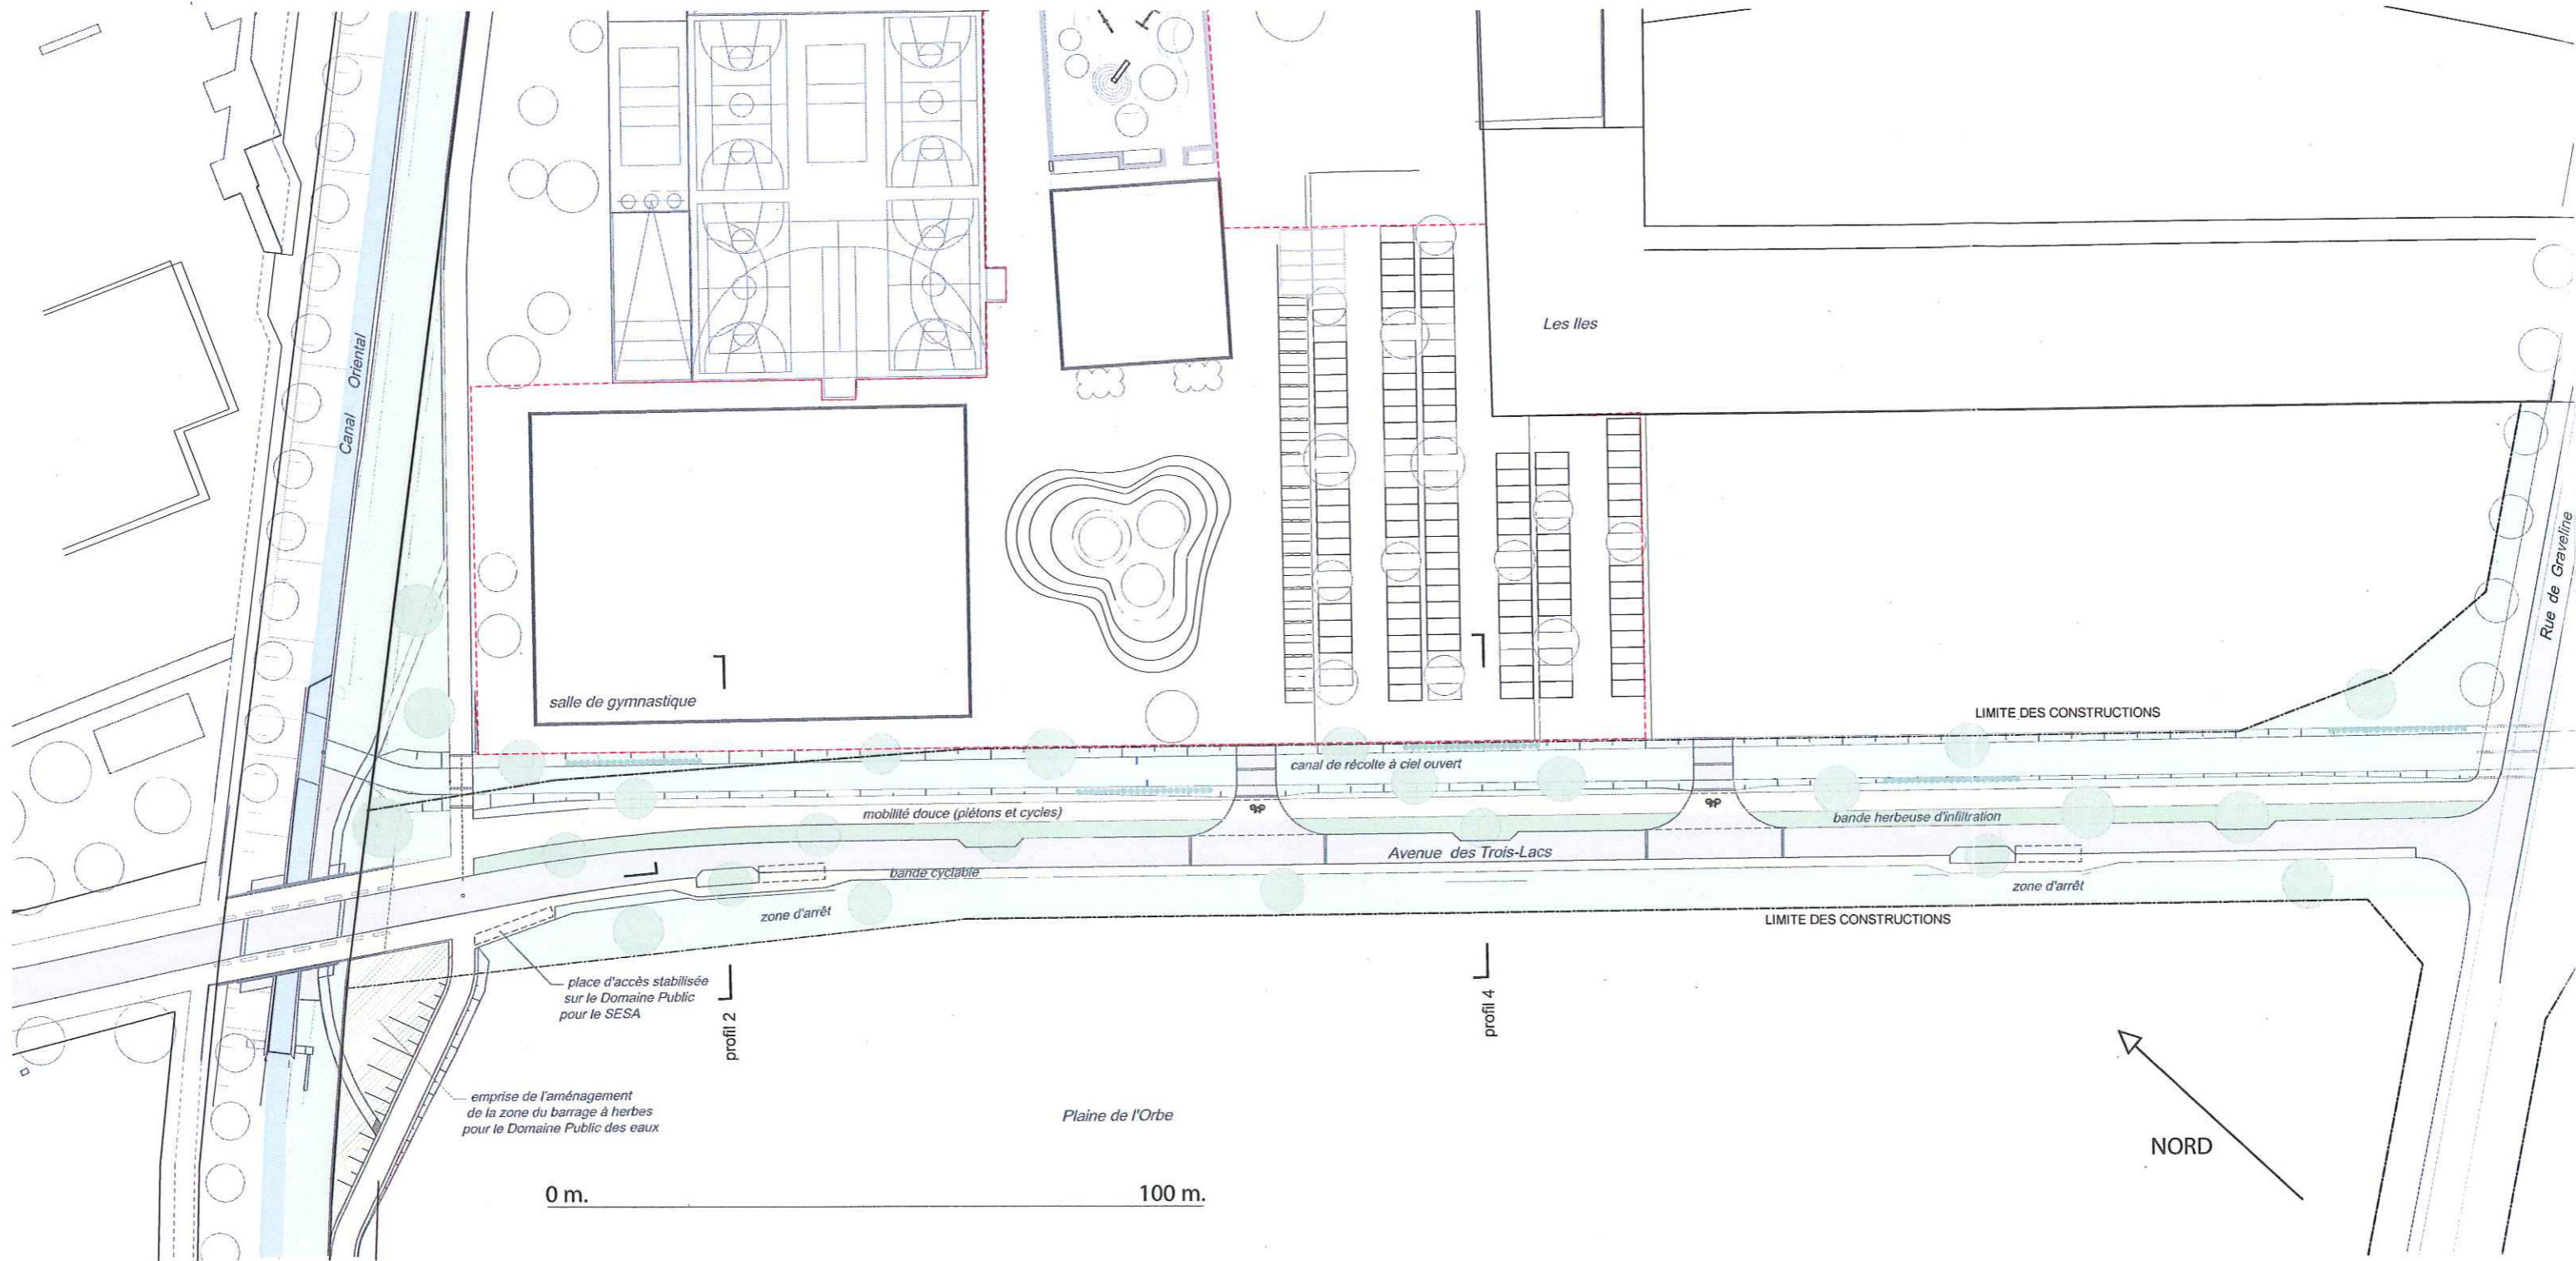 Canal Oriental
Les Iles
Rue de Graveline
salle de gymnastique
LIMITE DES CONSTRUCTIONS
canal de récolte à ciel ouvert
mobilité douce (piétons et cycles)
bande herbeuse d'infiltration
Avenue des Trois-Lacs
bande cyclable
zone d'arrêt
zone d'arrêt
LIMITE DES CONSTRUCTIONS
place d'accès stabilisée
sur le Domaine Public
pour le SESA
profil 2
profil 4
emprise de l'aménagement
de la zone du barrage à herbes
pour le Domaine Public des eaux
Plaine de l'Orbe
NORD
0 m.
100 m.